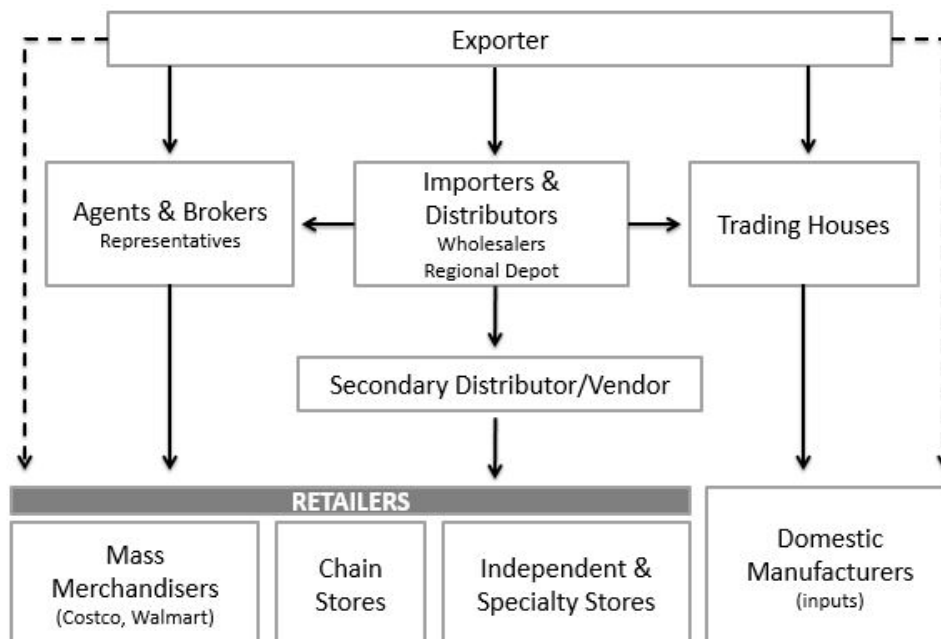 Exporter
Agents & Brokers
Representatives
Importers &
Distributors
Wholesalers
Regional Depot
Trading Houses
Secondary Distributor/Vendor
RETAILERS
Mass
Merchandisers
(Costco, Walmart)
Chain
Stores
Independent &
Specialty Stores
Domestic
Manufacturers
(inputs)